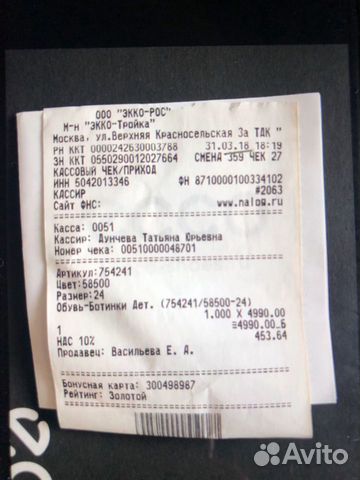 ООО "ЭККО-РОС"
М-н "ЭККО-Тройка"
Москва, ул.Верхняя Красносельская 3а ТДК "
РН ККТ 0000242630003788 31.03.18 18:19
ЗН ККТ 0550290012027664 СМЕНА 359 ЧЕК 27
КАССОВЫЙ ЧЕК/ПРИХОД
ИНН 5042013346 ФН 8710000100334102
КАССИР #2063
Сайт ФНС: www.nalog.ru
Касса: 0051
Кассир: Дунчева Татьяна Юрьевна
Номер чека: 00510000048701
Артикул:754241
Цвет:58500
Размер:24
Обувь-Ботинки Дет. (754241/58500-24)
1.000 X 4990.00
1 ≡4990.00_Б
НДС 10% 453.64
Продавец: Васильева Е. А.
Бонусная карта: 300498987
Рейтинг: Золотой
Avito